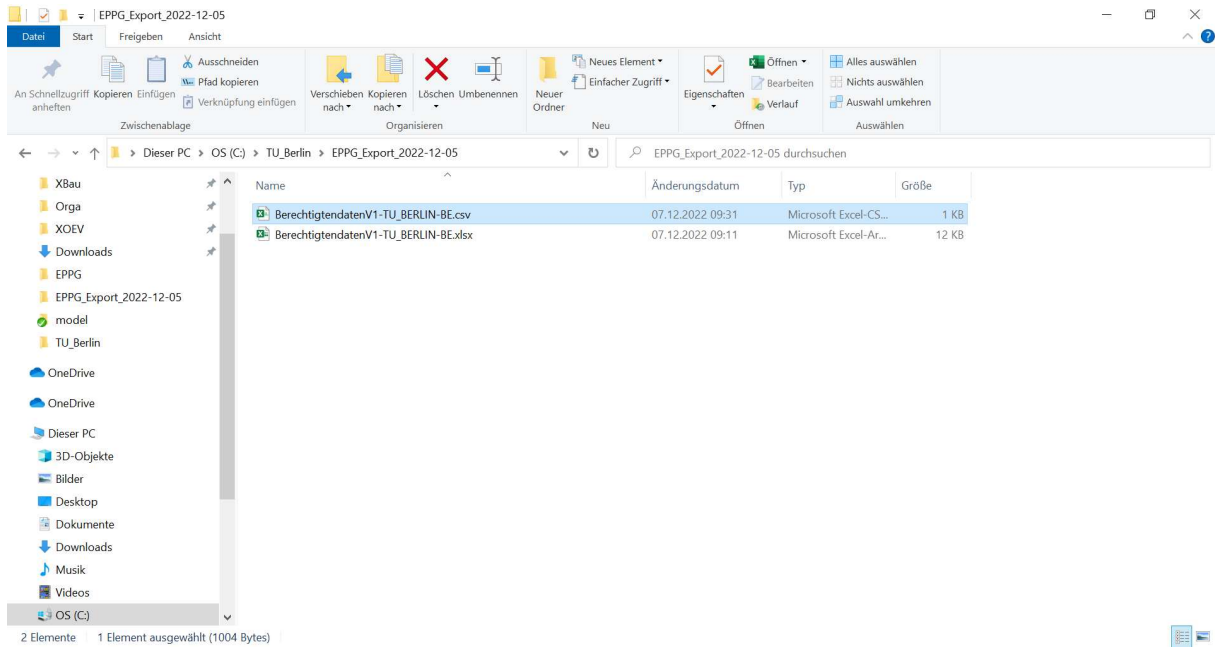 EPPG_Export_2022-12-05
Datei Start Freigeben Ansicht
An Schnellzugriff anheften
Kopieren
Einfügen
Ausschneiden
Pfad kopieren
Verknüpfung einfügen
Zwischenablage
Verschieben nach
Kopieren nach
Löschen
Umbenennen
Organisieren
Neuer Ordner
Neues Element
Einfacher Zugriff
Neu
Eigenschaften
Öffnen
Bearbeiten
Verlauf
Öffnen
Alles auswählen
Nichts auswählen
Auswahl umkehren
Auswählen
Dieser PC > OS (C:) > TU_Berlin > EPPG_Export_2022-12-05
EPPG_Export_2022-12-05 durchsuchen
XBau
Orga
XOEV
Downloads
EPPG
EPPG_Export_2022-12-05
model
TU_Berlin
OneDrive
OneDrive
Dieser PC
3D-Objekte
Bilder
Desktop
Dokumente
Downloads
Musik
Videos
OS (C:)
Name Änderungsdatum Typ Größe
BerechtigtendatenV1-TU_BERLIN-BE.csv 07.12.2022 09:31 Microsoft Excel-CS... 1 KB
BerechtigtendatenV1-TU_BERLIN-BE.xlsx 07.12.2022 09:11 Microsoft Excel-Ar... 12 KB
2 Elemente 1 Element ausgewählt (1004 Bytes)